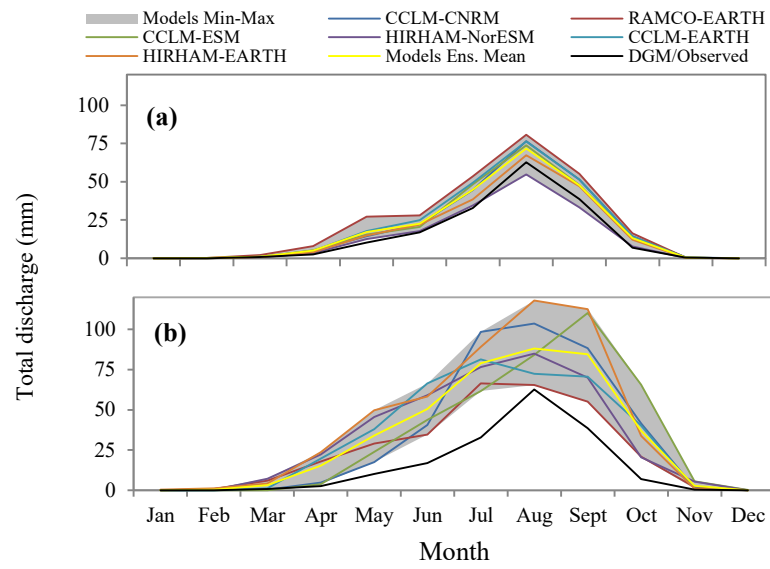 Models Min-Max CCLM-CNRM RAMCO-EARTH
CCLM-ESM HIRHAM-NorESM CCLM-EARTH
HIRHAM-EARTH Models Ens. Mean DGM/Observed
Total discharge (mm)
(a)
100
75
50
25
0
(b)
100
75
50
25
0
Jan Feb Mar Apr May Jun Jul Aug Sept Oct Nov Dec
Month